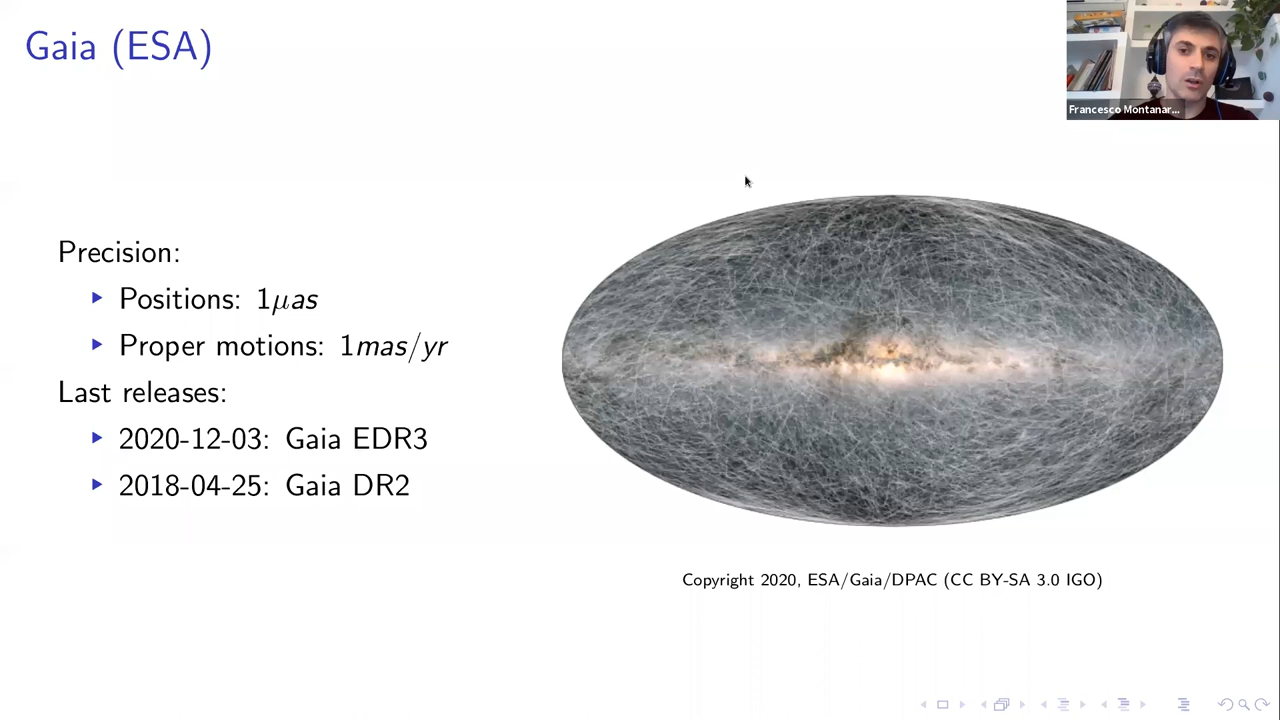 Gaia (ESA)
Francesco Montanar...
Precision:
Positions: 1μas
Proper motions: 1mas/yr
Last releases:
2020-12-03: Gaia EDR3
2018-04-25: Gaia DR2
Copyright 2020, ESA/Gaia/DPAC (CC BY-SA 3.0 IGO)